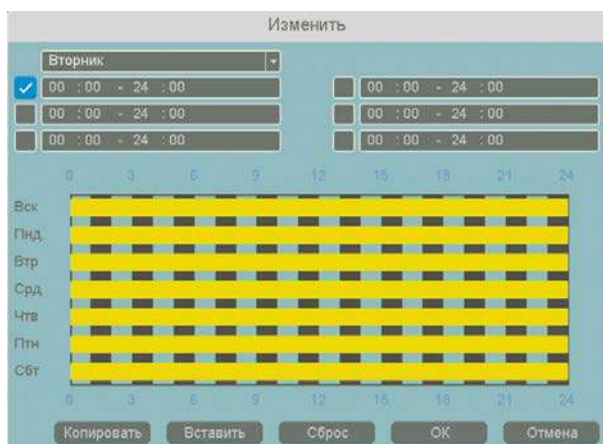 Изменить
Вторник
00 :00 - 24 :00 00 :00 - 24 :00
00 :00 - 24 :00 00 :00 - 24 :00
00 :00 - 24 :00 00 :00 - 24 :00
0 3 6 9 12 15 18 21 24
Вск
Пнд
Втр
Срд
Чтв
Птн
Сбт
0 3 6 9 12 15 18 21 24
Копировать Вставить Сброс ОК Отмена